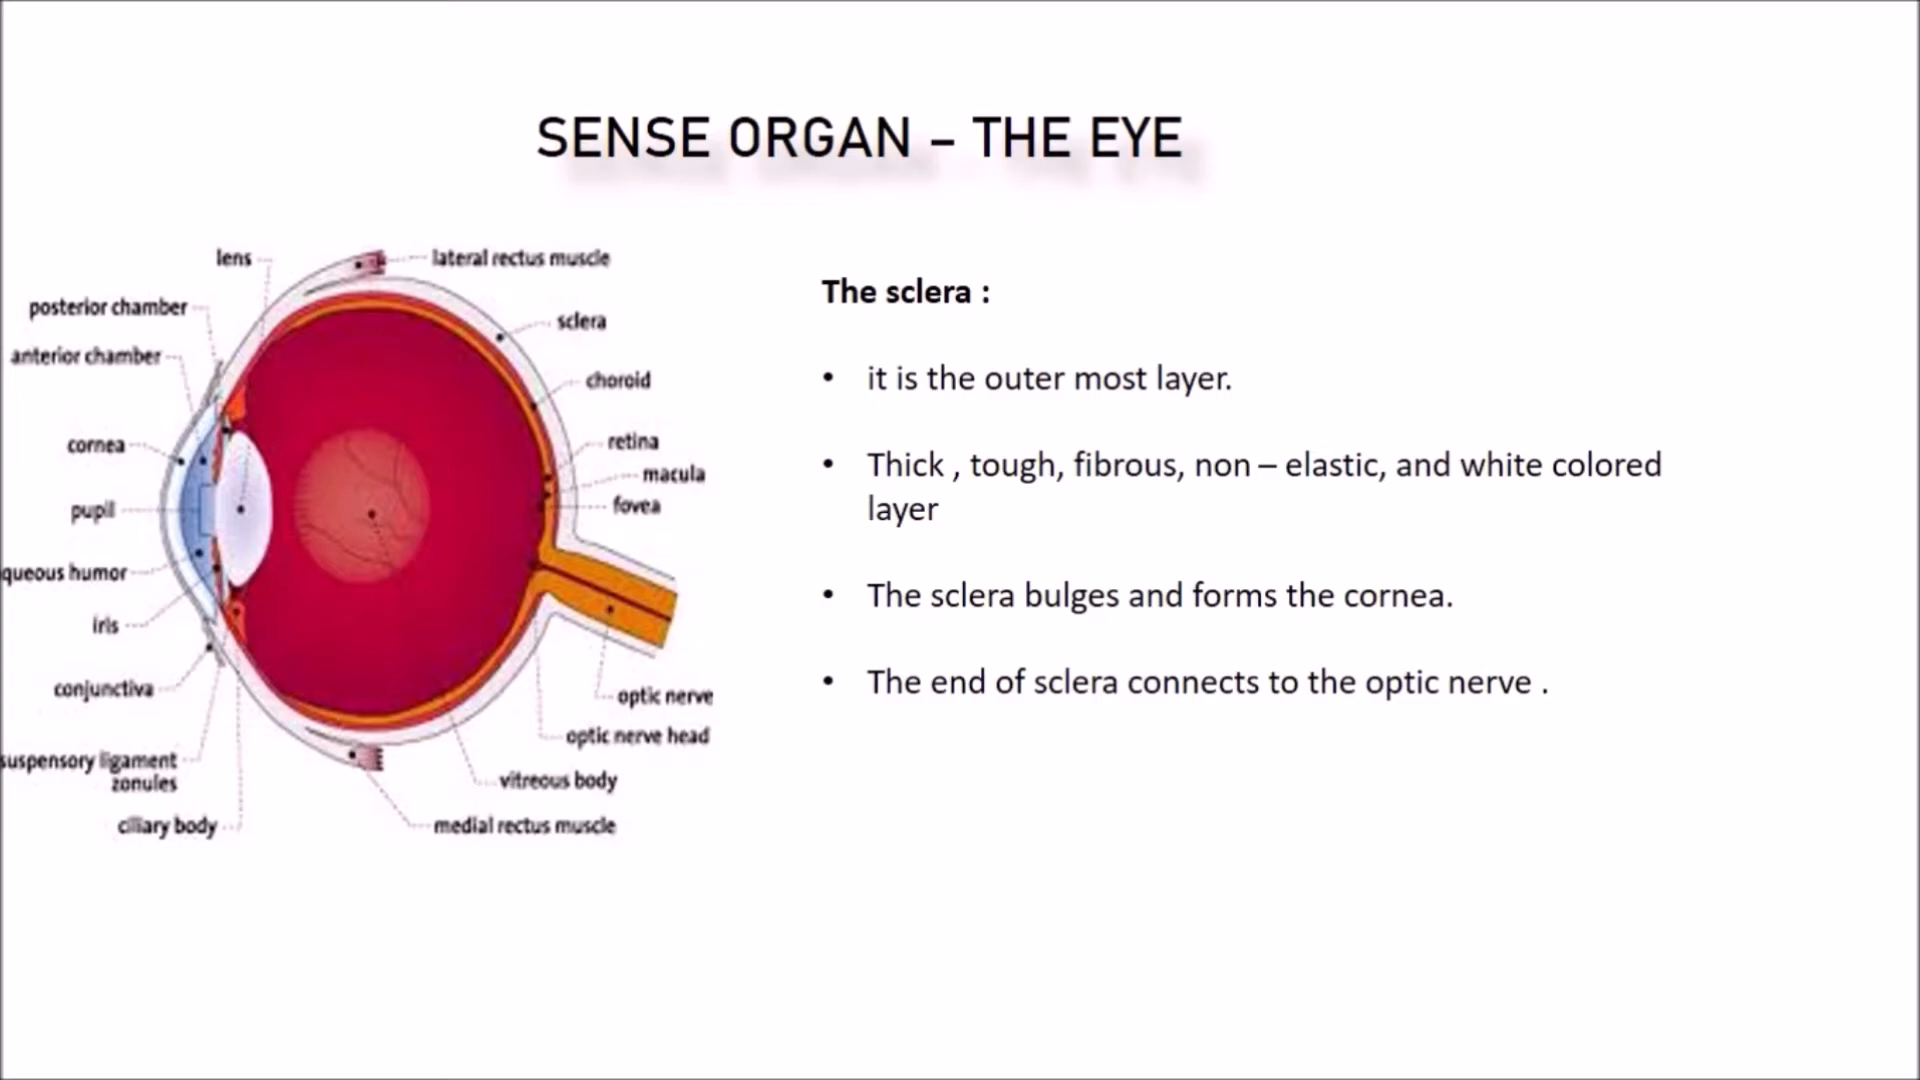 SENSE ORGAN – THE EYE
lens
lateral rectus muscle
posterior chamber
sclera
anterior chamber
choroid
cornea
retina
macula
pupil
fovea
queous humor
iris
conjunctiva
optic nerve
optic nerve head
suspensory ligament
zonules
vitreous body
ciliary body
medial rectus muscle
The sclera :
• it is the outer most layer.
• Thick , tough, fibrous, non – elastic, and white colored
layer
• The sclera bulges and forms the cornea.
• The end of sclera connects to the optic nerve .